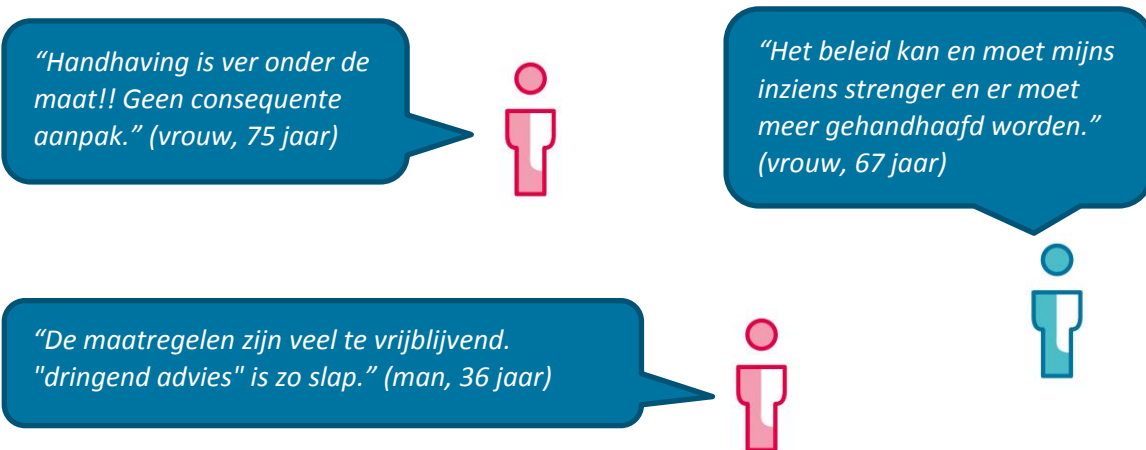 “Handhaving is ver onder de
maat!! Geen consequente
aanpak.” (vrouw, 75 jaar)
“Het beleid kan en moet mijns
inziens strenger en er moet
meer gehandhaafd worden.”
(vrouw, 67 jaar)
“De maatregelen zijn veel te vrijblijvend.
"dringend advies" is zo slap.” (man, 36 jaar)